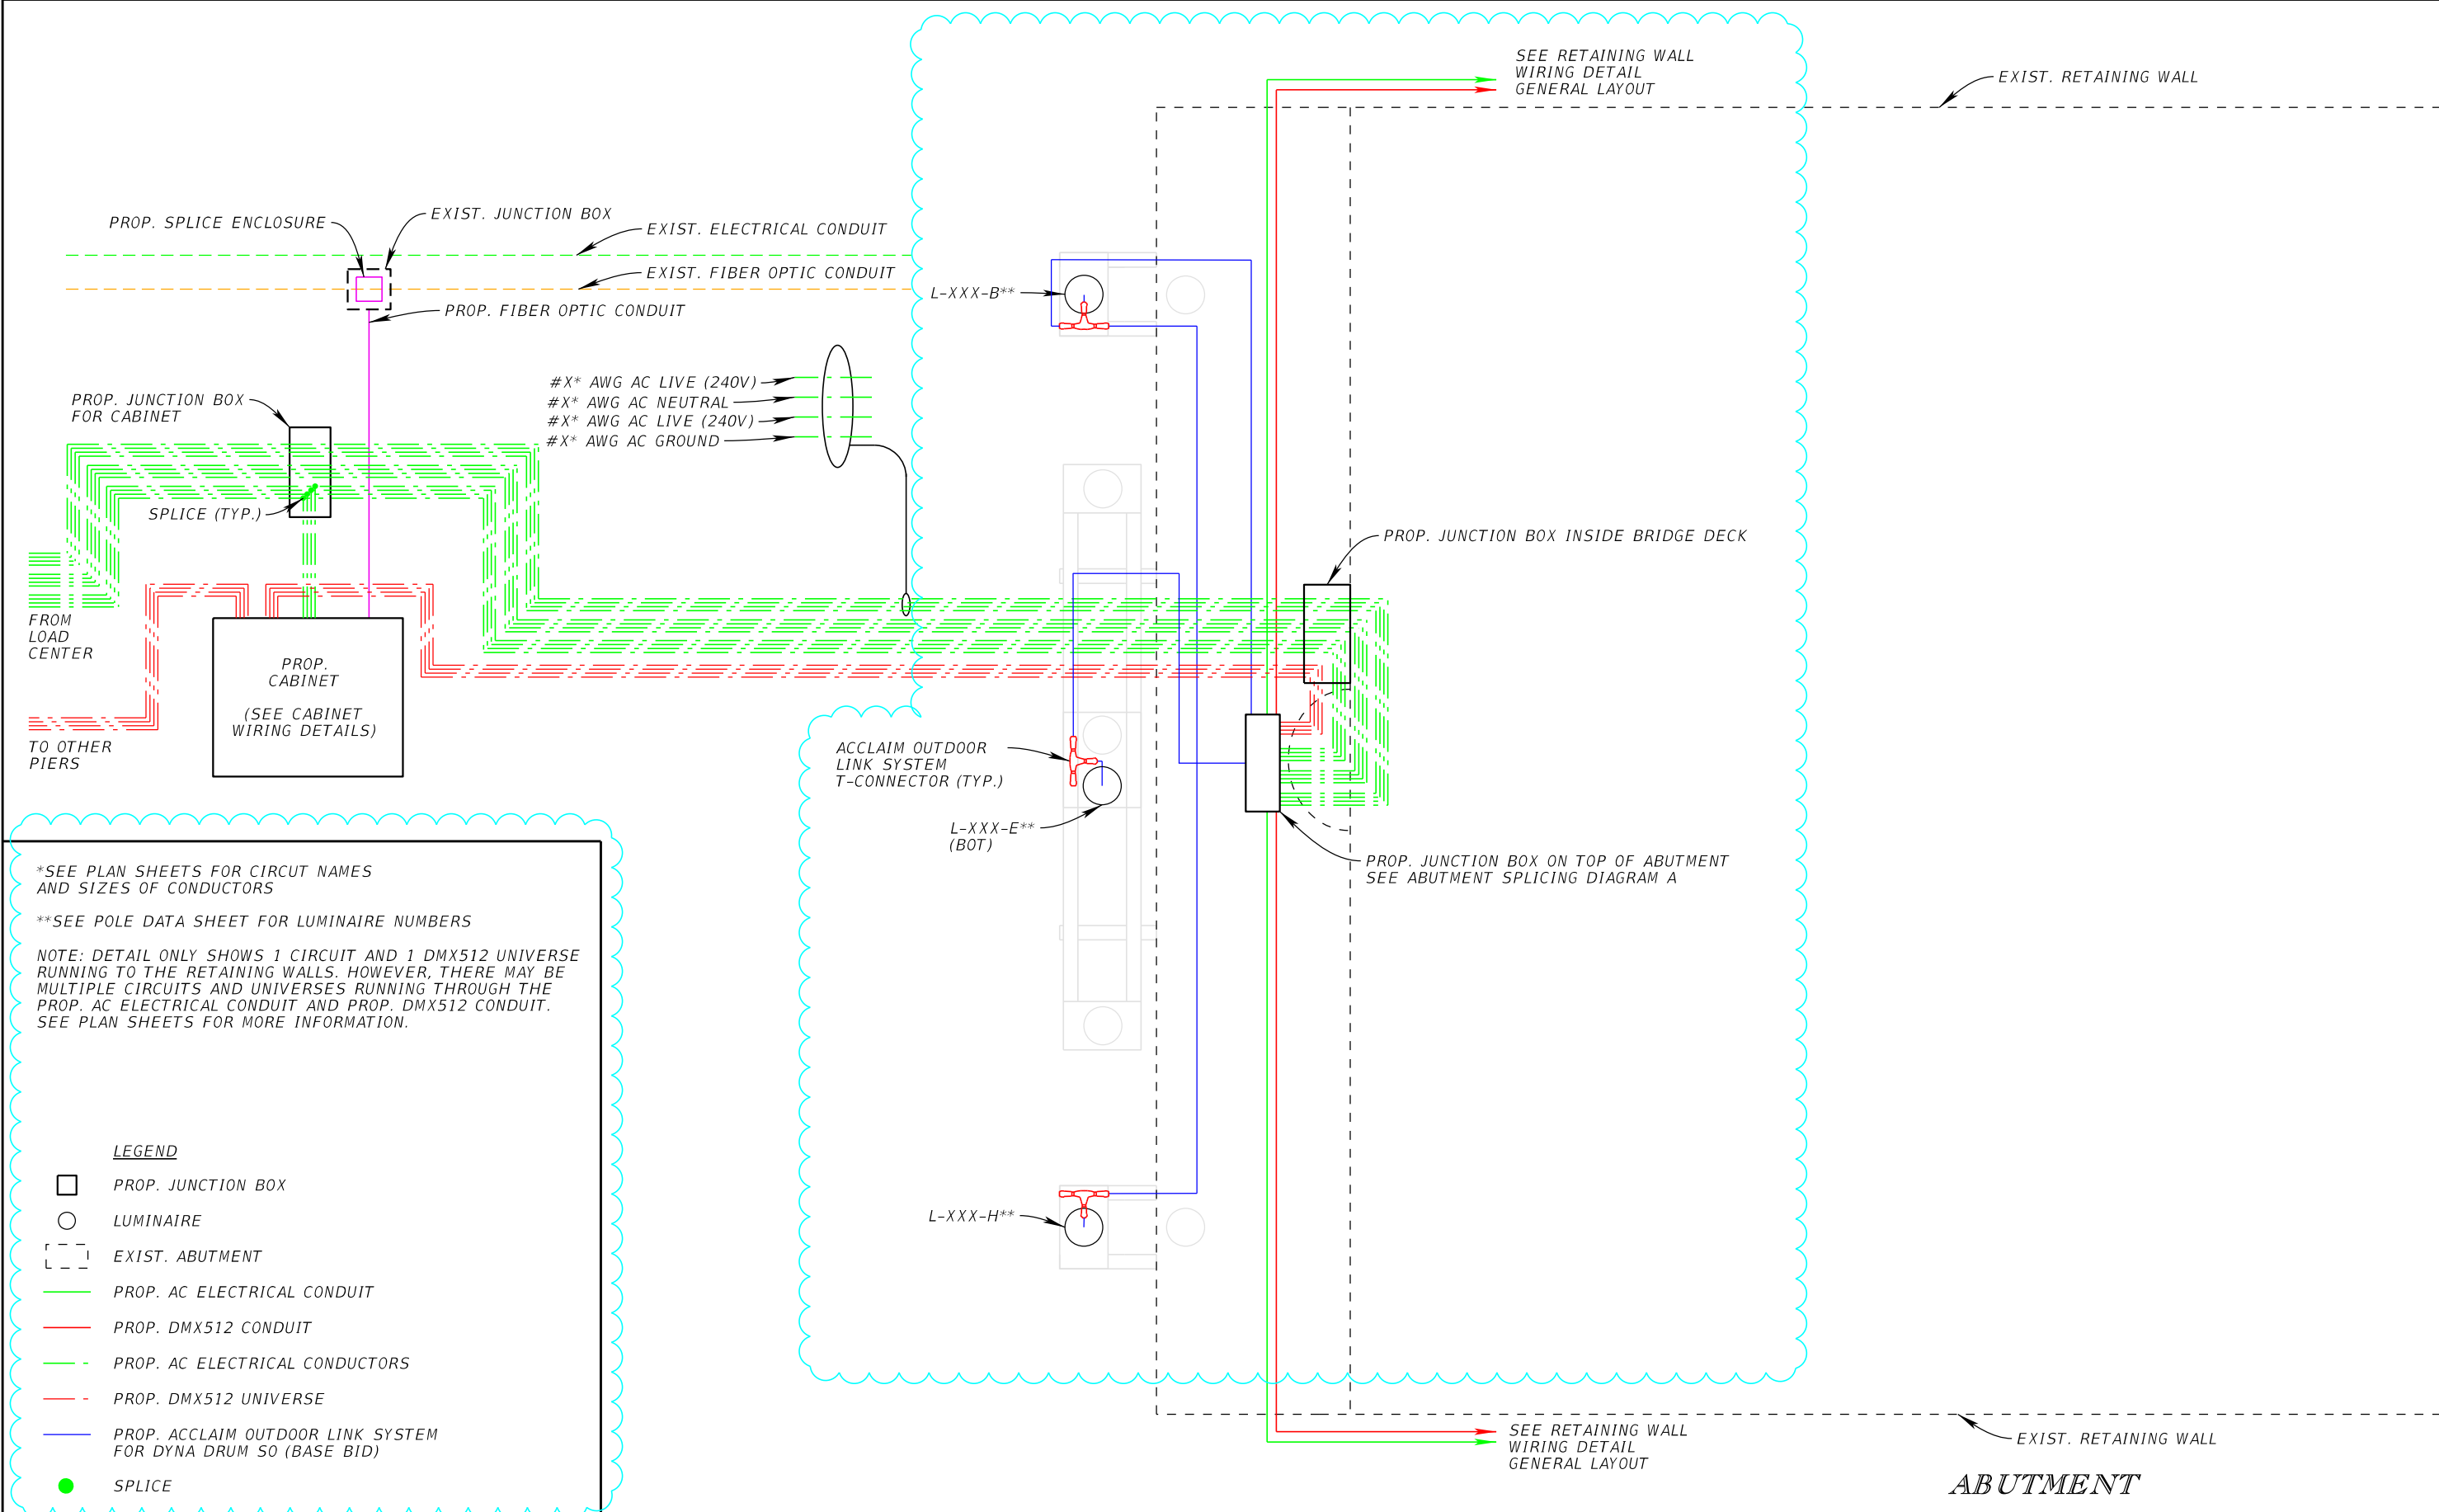 SEE RETAINING WALL
WIRING DETAIL
GENERAL LAYOUT
EXIST. RETAINING WALL
PROP. SPLICE ENCLOSURE
EXIST. JUNCTION BOX
EXIST. ELECTRICAL CONDUIT
EXIST. FIBER OPTIC CONDUIT
PROP. FIBER OPTIC CONDUIT
L-XXX-B**
#X* AWG AC LIVE (240V)
#X* AWG AC NEUTRAL
#X* AWG AC LIVE (240V)
#X* AWG AC GROUND
PROP. JUNCTION BOX
FOR CABINET
SPLICE (TYP.)
PROP. JUNCTION BOX INSIDE BRIDGE DECK
FROM
LOAD
CENTER
PROP.
CABINET
(SEE CABINET
WIRING DETAILS)
TO OTHER
PIERS
ACCLAIM OUTDOOR
LINK SYSTEM
T-CONNECTOR (TYP.)
L-XXX-E**
(BOT)
PROP. JUNCTION BOX ON TOP OF ABUTMENT
SEE ABUTMENT SPLICING DIAGRAM A
*SEE PLAN SHEETS FOR CIRCUT NAMES
AND SIZES OF CONDUCTORS
**SEE POLE DATA SHEET FOR LUMINAIRE NUMBERS
NOTE: DETAIL ONLY SHOWS 1 CIRCUIT AND 1 DMX512 UNIVERSE
RUNNING TO THE RETAINING WALLS. HOWEVER, THERE MAY BE
MULTIPLE CIRCUITS AND UNIVERSES RUNNING THROUGH THE
PROP. AC ELECTRICAL CONDUIT AND PROP. DMX512 CONDUIT.
SEE PLAN SHEETS FOR MORE INFORMATION.
LEGEND
PROP. JUNCTION BOX
LUMINAIRE
EXIST. ABUTMENT
PROP. AC ELECTRICAL CONDUIT
PROP. DMX512 CONDUIT
PROP. AC ELECTRICAL CONDUCTORS
PROP. DMX512 UNIVERSE
PROP. ACCLAIM OUTDOOR LINK SYSTEM
FOR DYNA DRUM SO (BASE BID)
SPLICE
L-XXX-H**
SEE RETAINING WALL
WIRING DETAIL
GENERAL LAYOUT
EXIST. RETAINING WALL
ABUTMENT